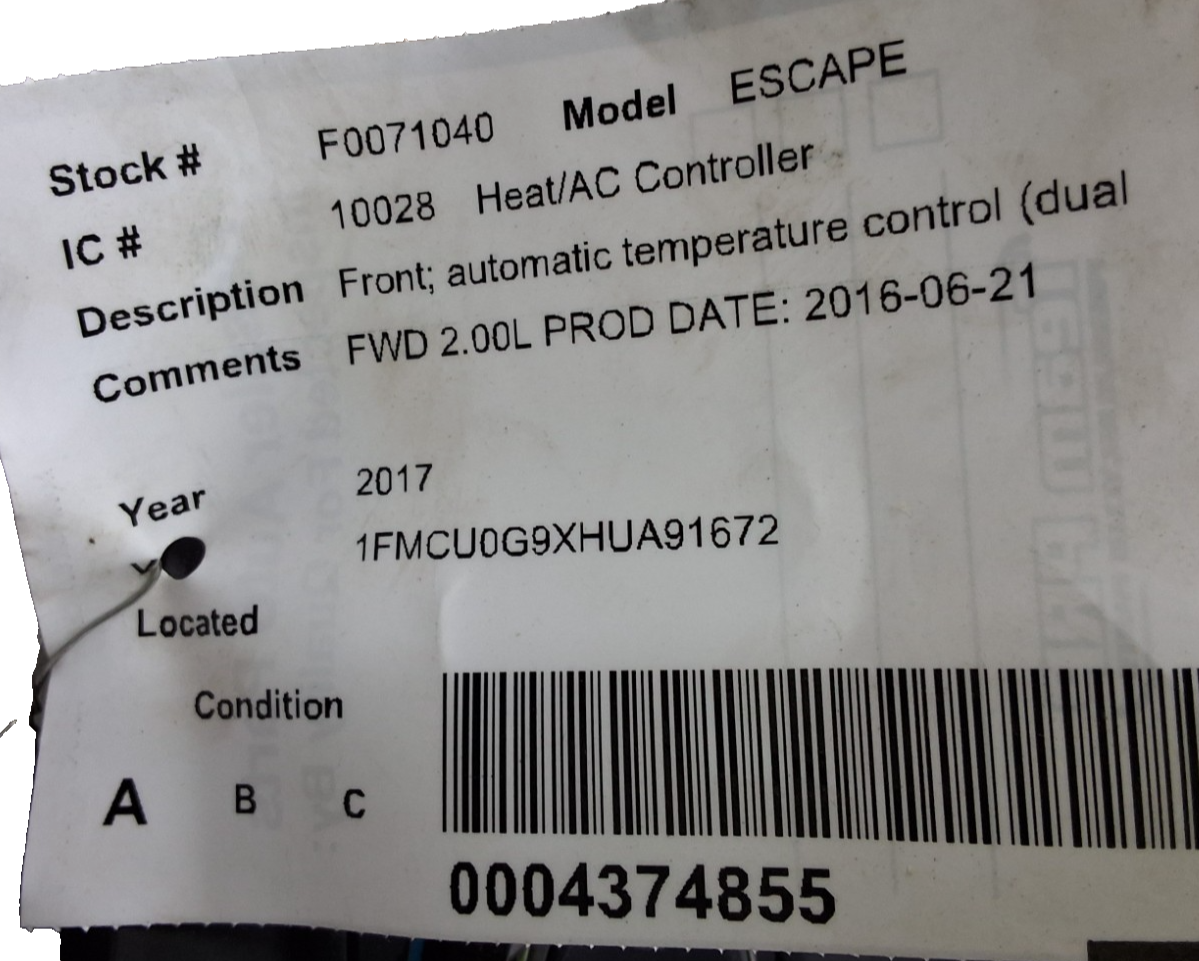 Stock # F0071040 Model ESCAPE
IC # 10028 Heat/AC Controller
Description Front; automatic temperature control (dual
Comments FWD 2.00L PROD DATE: 2016-06-21
Year 2017
1FMCU0G9XHUA91672
Located
Condition
A B C
0004374855